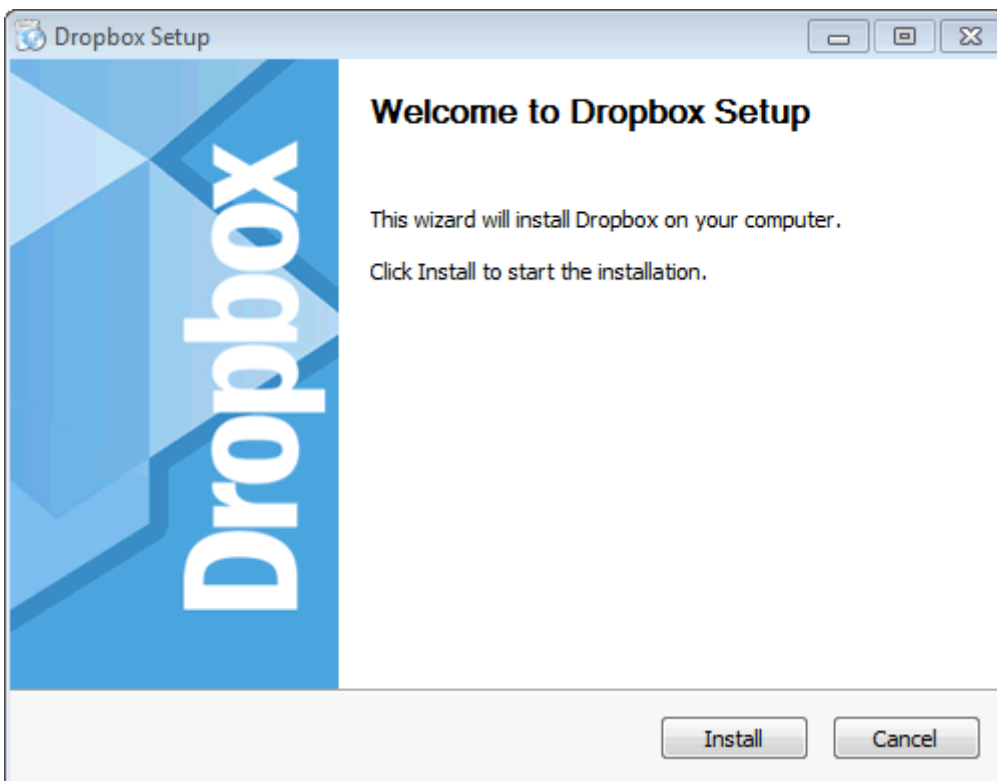 Dropbox Setup
Dropbox
Welcome to Dropbox Setup
This wizard will install Dropbox on your computer.
Click Install to start the installation.
Install
Cancel